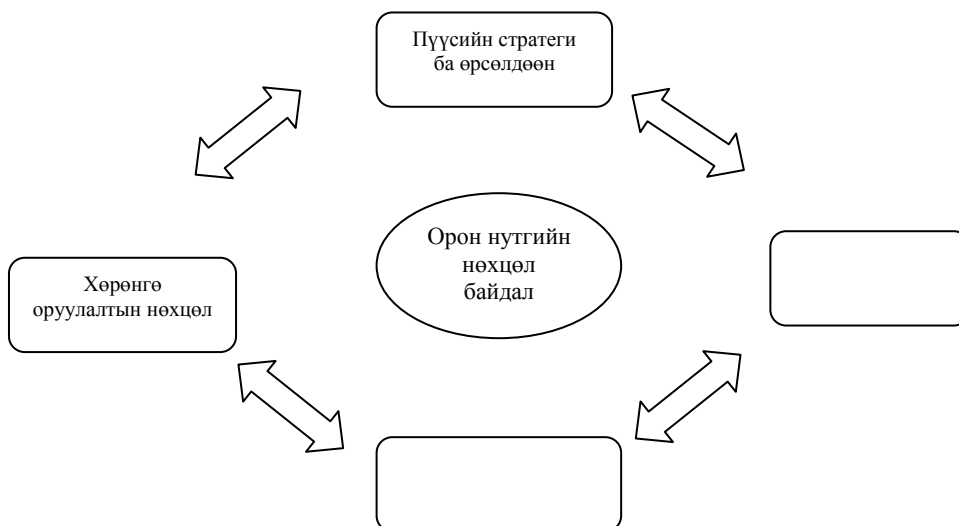 Пүүсийн стратеги
ба өрсөлдөөн
Орон нутгийн
нөхцөл
байдал
Хөрөнгө
оруулалтын нөхцөл